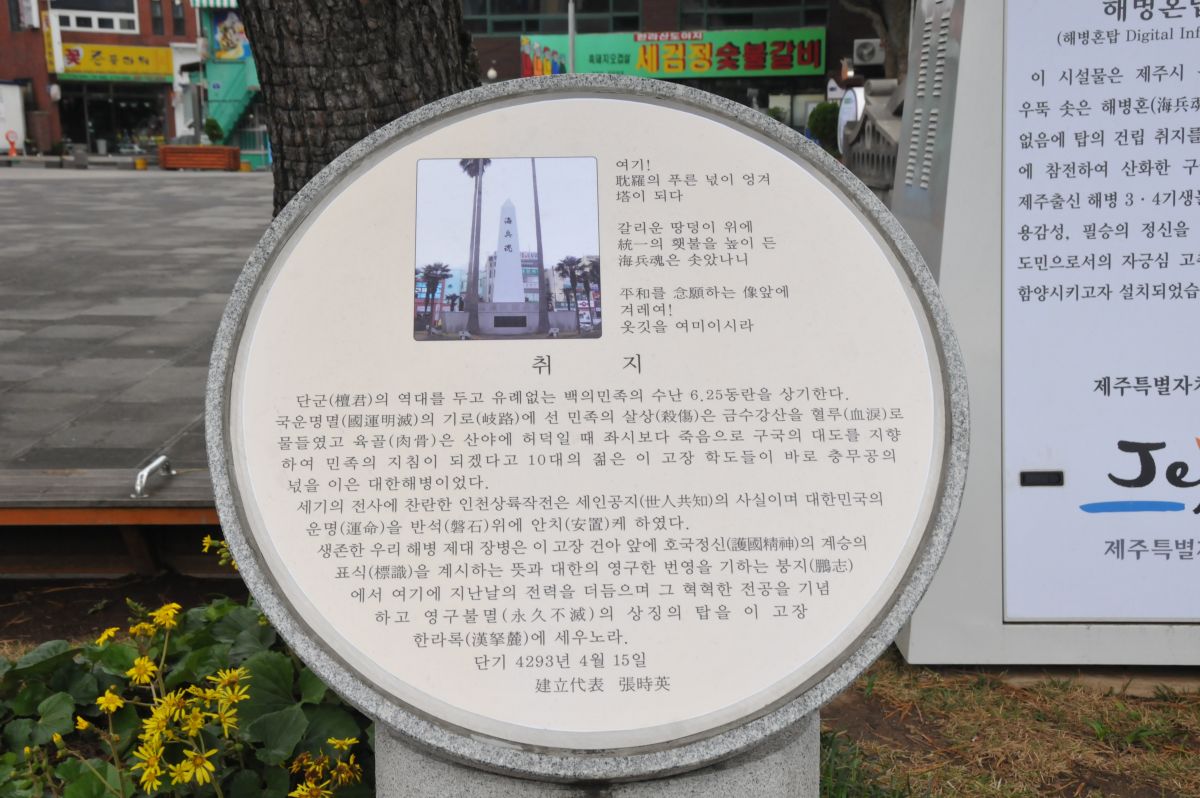 한라산도야지
흑돼지오겹살
세검정숯불갈비
海兵魂
여기!
耽羅의 푸른 넋이 엉겨
塔이 되다
갈리운 땅덩이 위에
統一의 횃불을 높이 든
海兵魂은 솟았나니
平和를 念願하는 像앞에
겨레여!
옷깃을 여미이시라
취 지
단군(檀君)의 역대를 두고 유례없는 백의민족의 수난 6.25동란을 상기한다.
국운명멸(國運明滅)의 기로(岐路)에 선 민족의 살상(殺傷)은 금수강산을 혈루(血淚)로
물들였고 육골(肉骨)은 산야에 허덕일 때 좌시보다 죽음으로 구국의 대도를 지향
하여 민족의 지침이 되겠다고 10대의 젊은 이 고장 학도들이 바로 충무공의
넋을 이은 대한해병이었다.
세기의 전사에 찬란한 인천상륙작전은 세인공지(世人共知)의 사실이며 대한민국의
운명(運命)을 반석(磐石)위에 안치(安置)케 하였다.
생존한 우리 해병 제대 장병은 이 고장 건아 앞에 호국정신(護國精神)의 계승의
표식(標識)을 계시하는 뜻과 대한의 영구한 번영을 기하는 붕지(鵬志)
에서 여기에 지난날의 전력을 더듬으며 그 혁혁한 전공을 기념
하고 영구불멸(永久不滅)의 상징의 탑을 이 고장
한라록(漢拏麓)에 세우노라.
단기 4293년 4월 15일
建立代表 張時英
해병혼탑
(해병혼탑 Digital Inf
이 시설물은 제주시
우뚝 솟은 해병혼(海兵魂
없음에 탑의 건립 취지를
에 참전하여 산화한 구
제주출신 해병 3·4기생들
용감성, 필승의 정신을
도민으로서의 자긍심 고취
함양시키고자 설치되었습
제주특별자치
Je
제주특별자